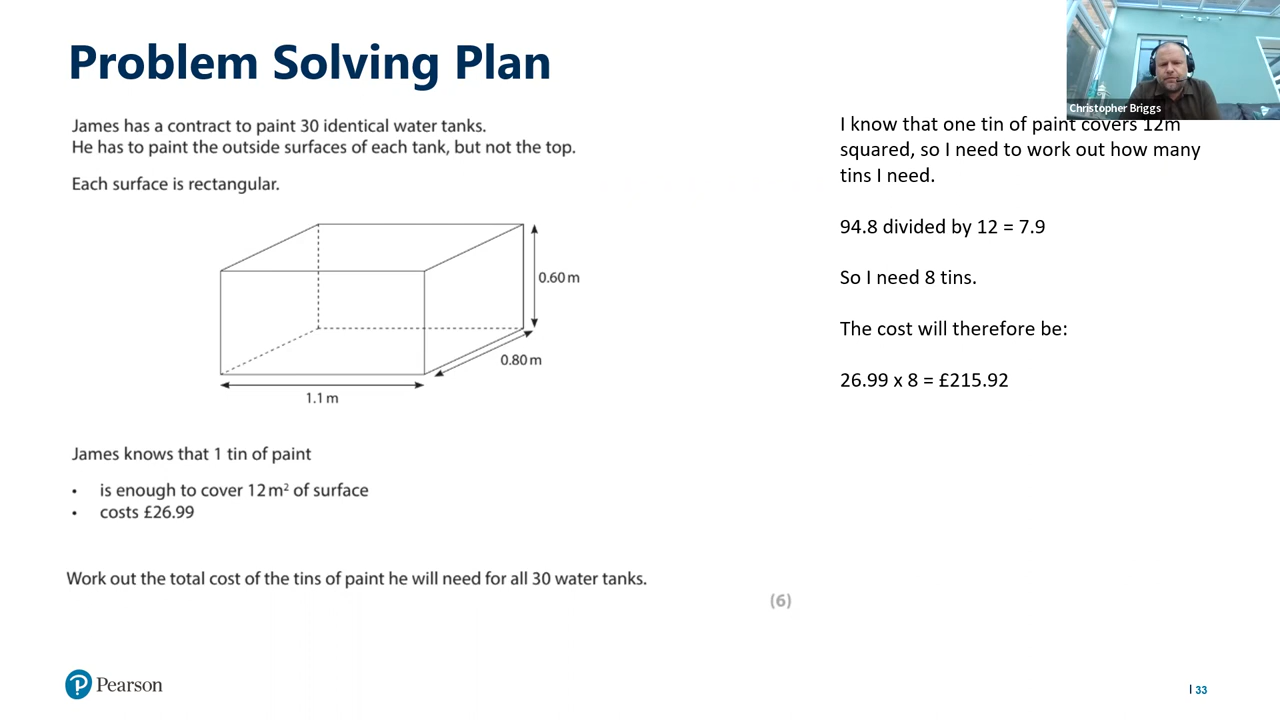 Problem Solving Plan
James has a contract to paint 30 identical water tanks.
He has to paint the outside surfaces of each tank, but not the top.
Each surface is rectangular.
0.60 m
0.80 m
1.1 m
James knows that 1 tin of paint
• is enough to cover 12 m² of surface
• costs £26.99
Work out the total cost of the tins of paint he will need for all 30 water tanks.
(6)
Christopher Briggs
I know that one tin of paint covers 12m
squared, so I need to work out how many
tins I need.
94.8 divided by 12 = 7.9
So I need 8 tins.
The cost will therefore be:
26.99 x 8 = £215.92
Pearson
| 33